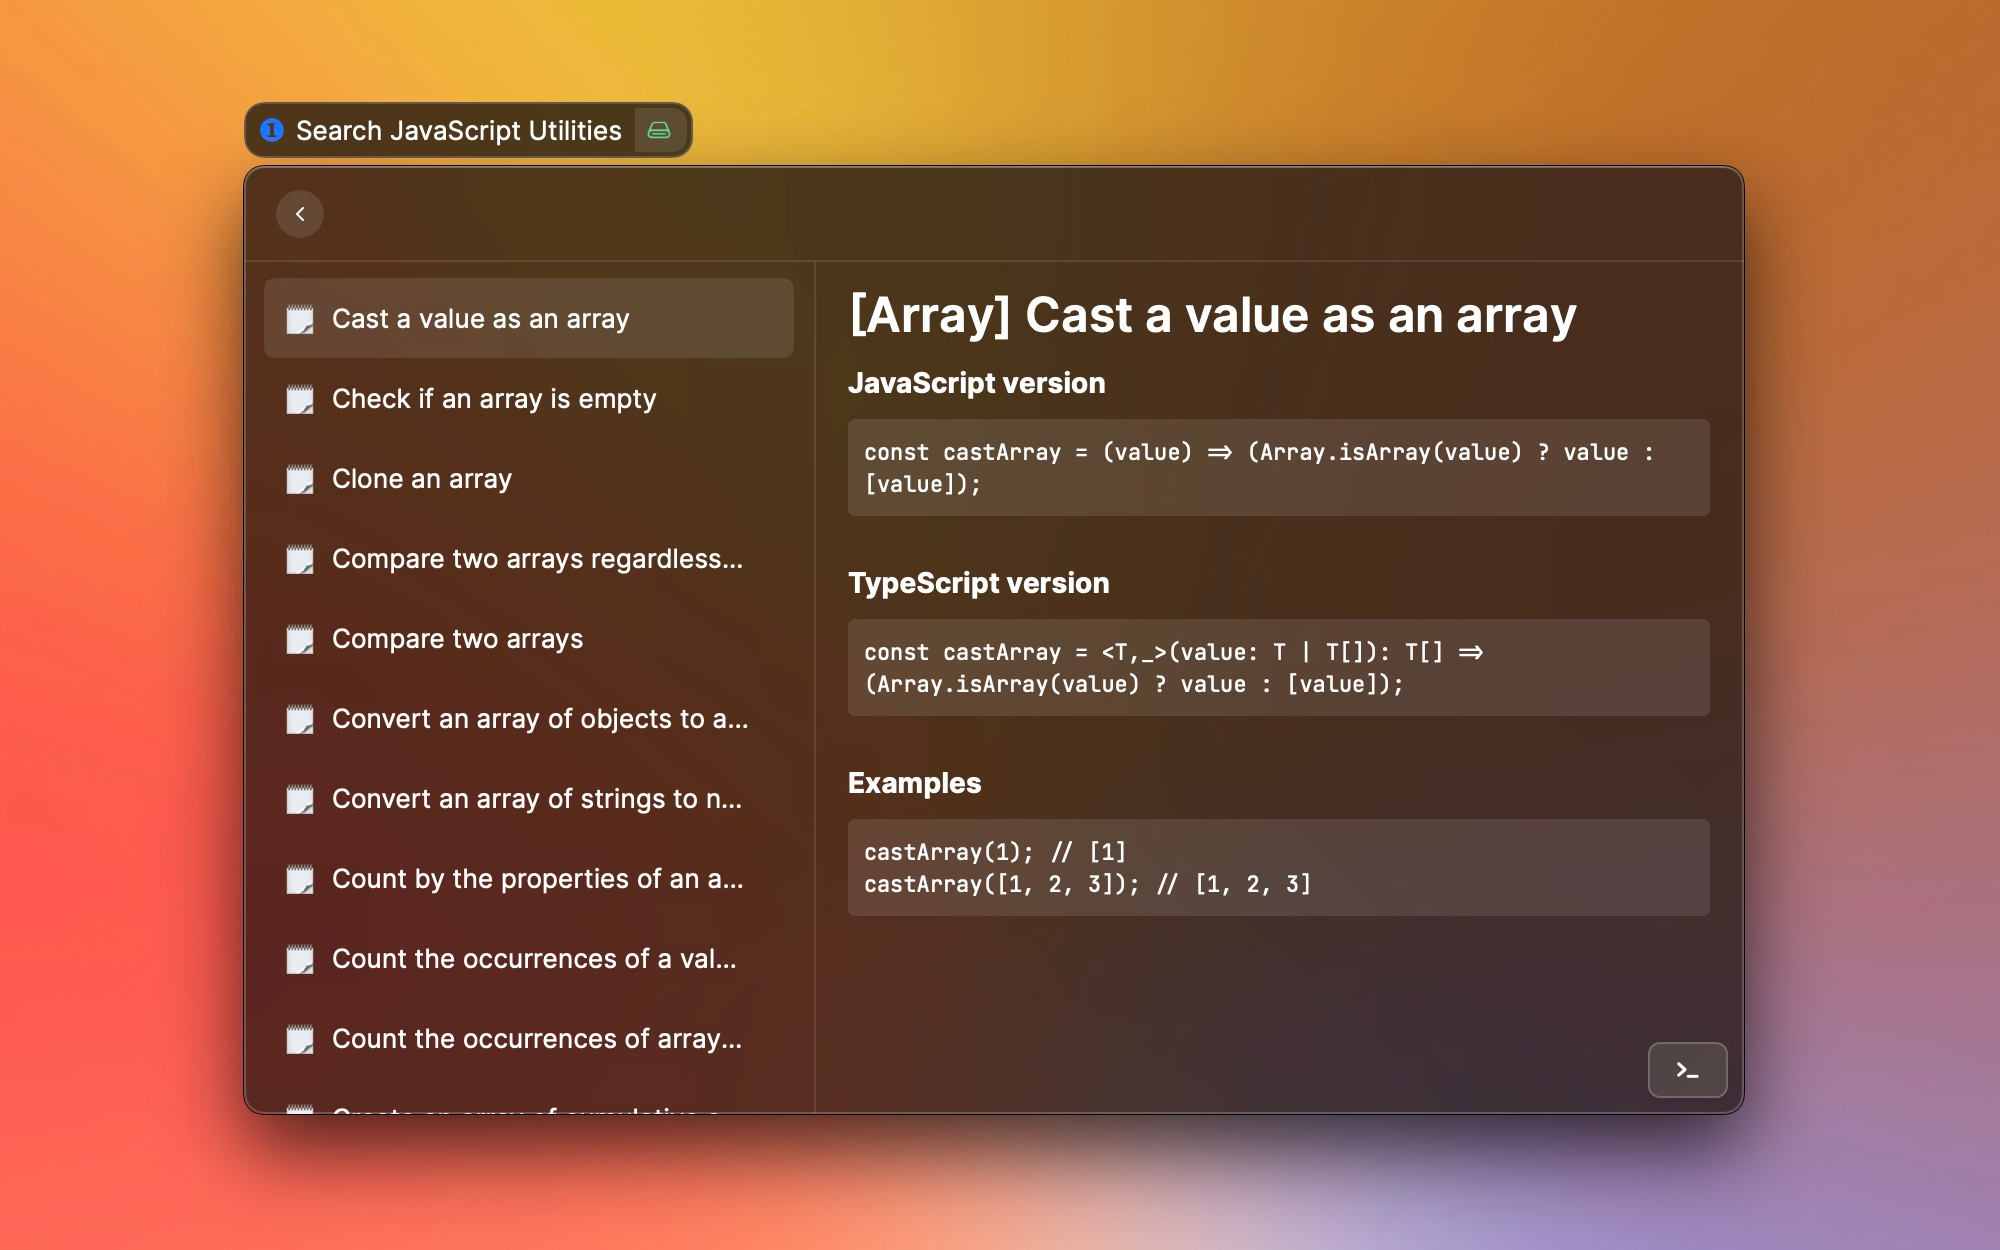 1 Search JavaScript Utilities
Cast a value as an array
Check if an array is empty
Clone an array
Compare two arrays regardless...
Compare two arrays
Convert an array of objects to a...
Convert an array of strings to n...
Count by the properties of an a...
Count the occurrences of a val...
Count the occurrences of array...
[Array] Cast a value as an array
JavaScript version
const castArray = (value) => (Array.isArray(value) ? value :
[value]);
TypeScript version
const castArray = <T,_>(value: T | T[]): T[] =>
(Array.isArray(value) ? value : [value]);
Examples
castArray(1); // [1]
castArray([1, 2, 3]); // [1, 2, 3]